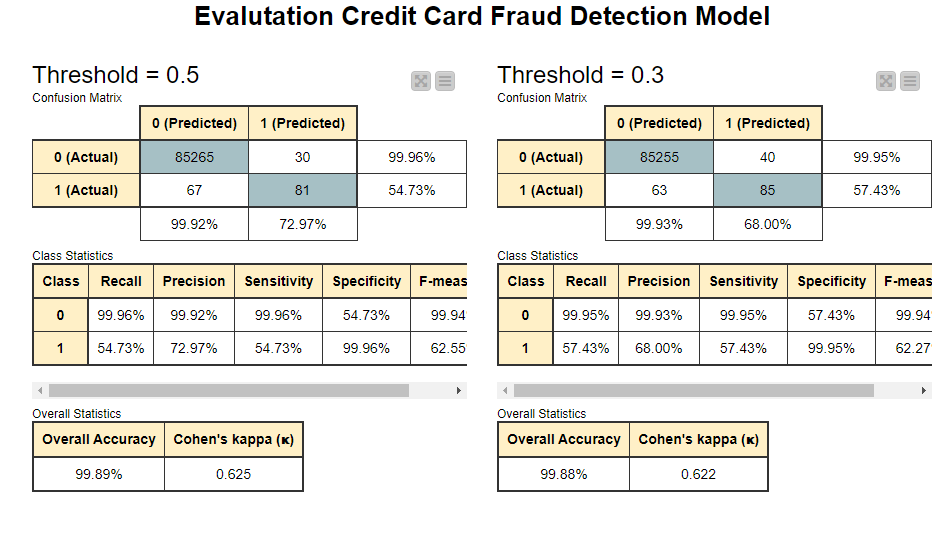 Evalutation Credit Card Fraud Detection Model
Threshold = 0.5
Confusion Matrix
0 (Predicted) 1 (Predicted)
0 (Actual) 85265 30 99.96%
1 (Actual) 67 81 54.73%
99.92% 72.97%
Class Statistics
Class Recall Precision Sensitivity Specificity F-meas
0 99.96% 99.92% 99.96% 54.73% 99.94
1 54.73% 72.97% 54.73% 99.96% 62.55
Overall Statistics
Overall Accuracy Cohen's kappa (κ)
99.89% 0.625
Threshold = 0.3
Confusion Matrix
0 (Predicted) 1 (Predicted)
0 (Actual) 85255 40 99.95%
1 (Actual) 63 85 57.43%
99.93% 68.00%
Class Statistics
Class Recall Precision Sensitivity Specificity F-meas
0 99.95% 99.93% 99.95% 57.43% 99.94
1 57.43% 68.00% 57.43% 99.95% 62.27
Overall Statistics
Overall Accuracy Cohen's kappa (κ)
99.88% 0.622